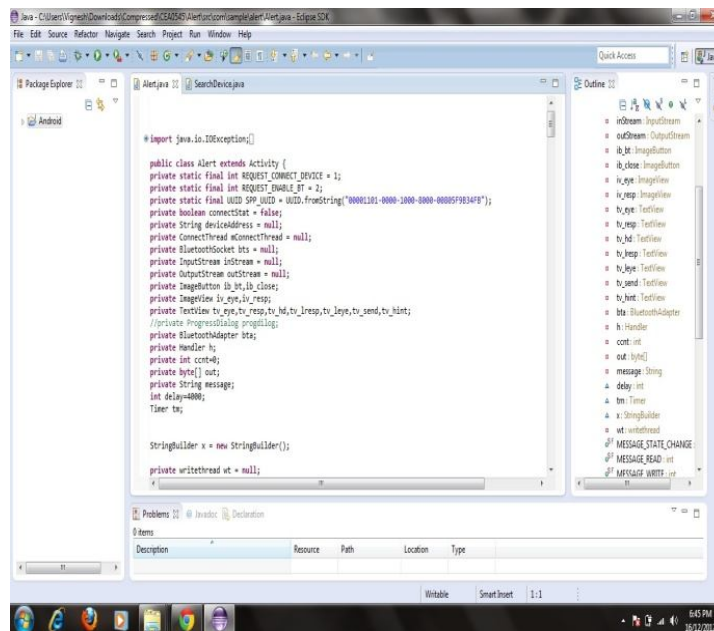 Java - C:\Users\Vignesh\Downloads\Compressed\CEA0545\Alert\src\com\sample\alert\Alert.java - Eclipse SDK
File Edit Source Refactor Navigate Search Project Run Window Help
Quick Access
Package Explorer
Android
Alert.java
SearchDevice.java
import java.io.IOException;
public class Alert extends Activity {
private static final int REQUEST_CONNECT_DEVICE = 1;
private static final int REQUEST_ENABLE_BT = 2;
private static final UUID SPP_UUID = UUID.fromString("00001101-0000-1000-8000-00805F9B34FB");
private boolean connectStat = false;
private String deviceAddress = null;
private ConnectThread mConnectThread = null;
private BluetoothSocket bts = null;
private InputStream inStream = null;
private OutputStream outStream = null;
private ImageButton ib_bt,ib_close;
private ImageView iv_eye,iv_resp;
private TextView tv_eye,tv_resp,tv_hd,tv_lresp,tv_leye,tv_send,tv_hint;
//private ProgressDialog progdilog;
private BluetoothAdapter bta;
private Handler h;
private int ccnt=0;
private byte[] out;
private String message;
int delay=4000;
Timer tm;
StringBuilder x = new StringBuilder();
private writethread wt = null;
Outline
inStream : InputStream
outStream : OutputStream
ib_bt : ImageButton
ib_close : ImageButton
iv_eye : ImageView
iv_resp : ImageView
tv_eye : TextView
tv_resp : TextView
tv_hd : TextView
tv_lresp : TextView
tv_leye : TextView
tv_send : TextView
tv_hint : TextView
bta : BluetoothAdapter
h : Handler
ccnt : int
out : byte[]
message : String
delay : int
tm : Timer
x : StringBuilder
wt : writethread
MESSAGE_STATE_CHANGE :
MESSAGE_READ : int
MESSAGE_WRITE : int
Problems
Javadoc
Declaration
0 items
Description Resource Path Location Type
Writable Smart Insert 1:1
6:45 PM